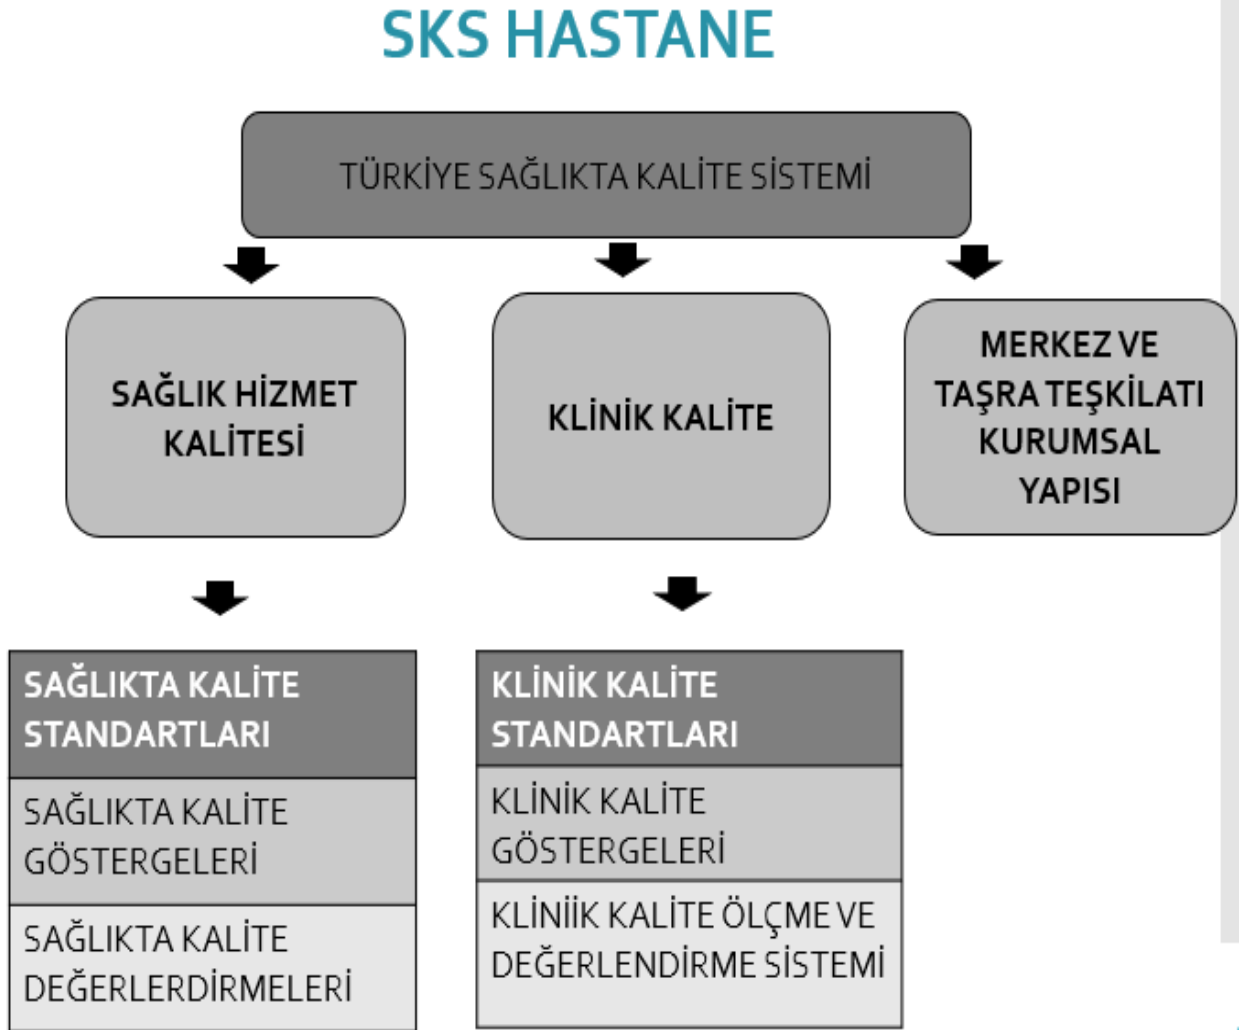 SKS HASTANE
TÜRKİYE SAĞLIKTA KALİTE SİSTEMİ
SAĞLIK HİZMET
KALİTESİ
KLİNİK KALİTE
MERKEZ VE
TAŞRA TEŞKİLATI
KURUMSAL
YAPISI
SAĞLIKTA KALİTE
STANDARTLARI
SAĞLIKTA KALİTE
GÖSTERGELERİ
SAĞLIKTA KALİTE
DEĞERLERDİRMELERİ
KLİNİK KALİTE
STANDARTLARI
KLİNİK KALİTE
GÖSTERGELERİ
KLİNİİK KALİTE ÖLÇME VE
DEĞERLENDİRME SİSTEMİ